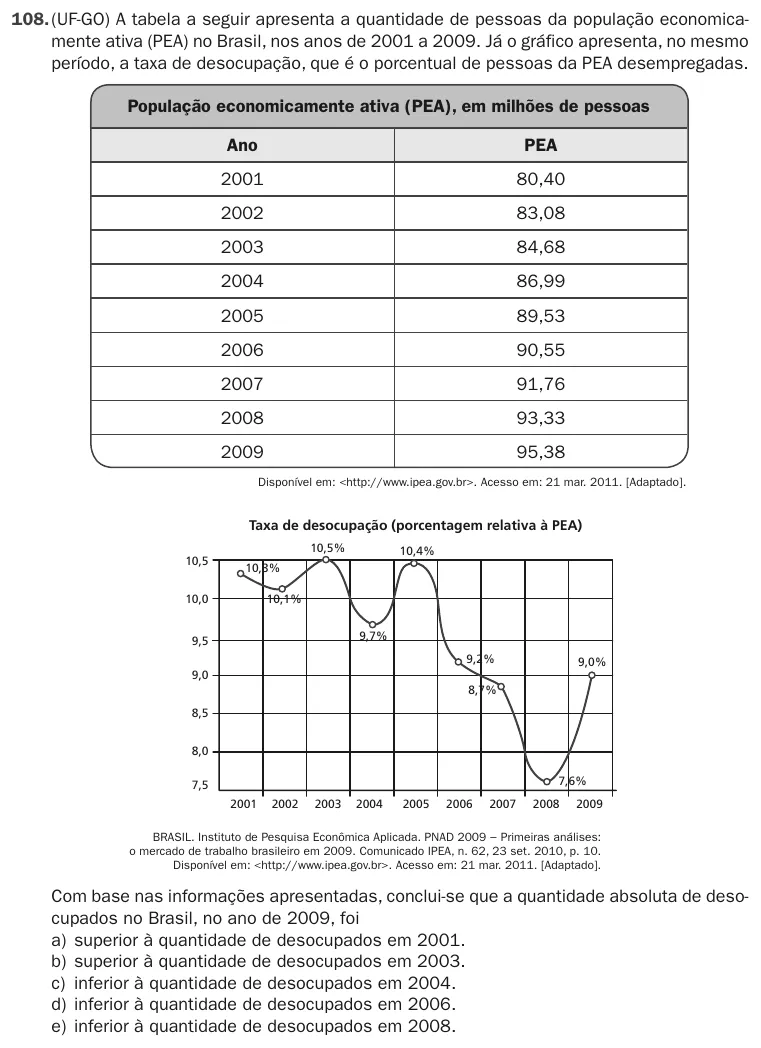 108. (UF-GO) A tabela a seguir apresenta a quantidade de pessoas da população economica-
mente ativa (PEA) no Brasil, nos anos de 2001 a 2009. Já o gráfico apresenta, no mesmo
período, a taxa de desocupação, que é o porcentual de pessoas da PEA desempregadas.
População economicamente ativa (PEA), em milhões de pessoas
Ano PEA
2001 80,40
2002 83,08
2003 84,68
2004 86,99
2005 89,53
2006 90,55
2007 91,76
2008 93,33
2009 95,38
Disponível em: <http://www.ipea.gov.br>. Acesso em: 21 mar. 2011. [Adaptado].
Taxa de desocupação (porcentagem relativa à PEA)
10,5% 10,4%
10,5
10,3%
10,0
10,1%
9,5
9,7%
9,2% 9,0%
9,0
8,7%
8,5
8,0
7,5
7,6%
2001 2002 2003 2004 2005 2006 2007 2008 2009
BRASIL. Instituto de Pesquisa Econômica Aplicada. PNAD 2009 – Primeiras análises:
o mercado de trabalho brasileiro em 2009. Comunicado IPEA, n. 62, 23 set. 2010, p. 10.
Disponível em: <http://www.ipea.gov.br>. Acesso em: 21 mar. 2011. [Adaptado].
Com base nas informações apresentadas, conclui-se que a quantidade absoluta de deso-
cupados no Brasil, no ano de 2009, foi
a) superior à quantidade de desocupados em 2001.
b) superior à quantidade de desocupados em 2003.
c) inferior à quantidade de desocupados em 2004.
d) inferior à quantidade de desocupados em 2006.
e) inferior à quantidade de desocupados em 2008.